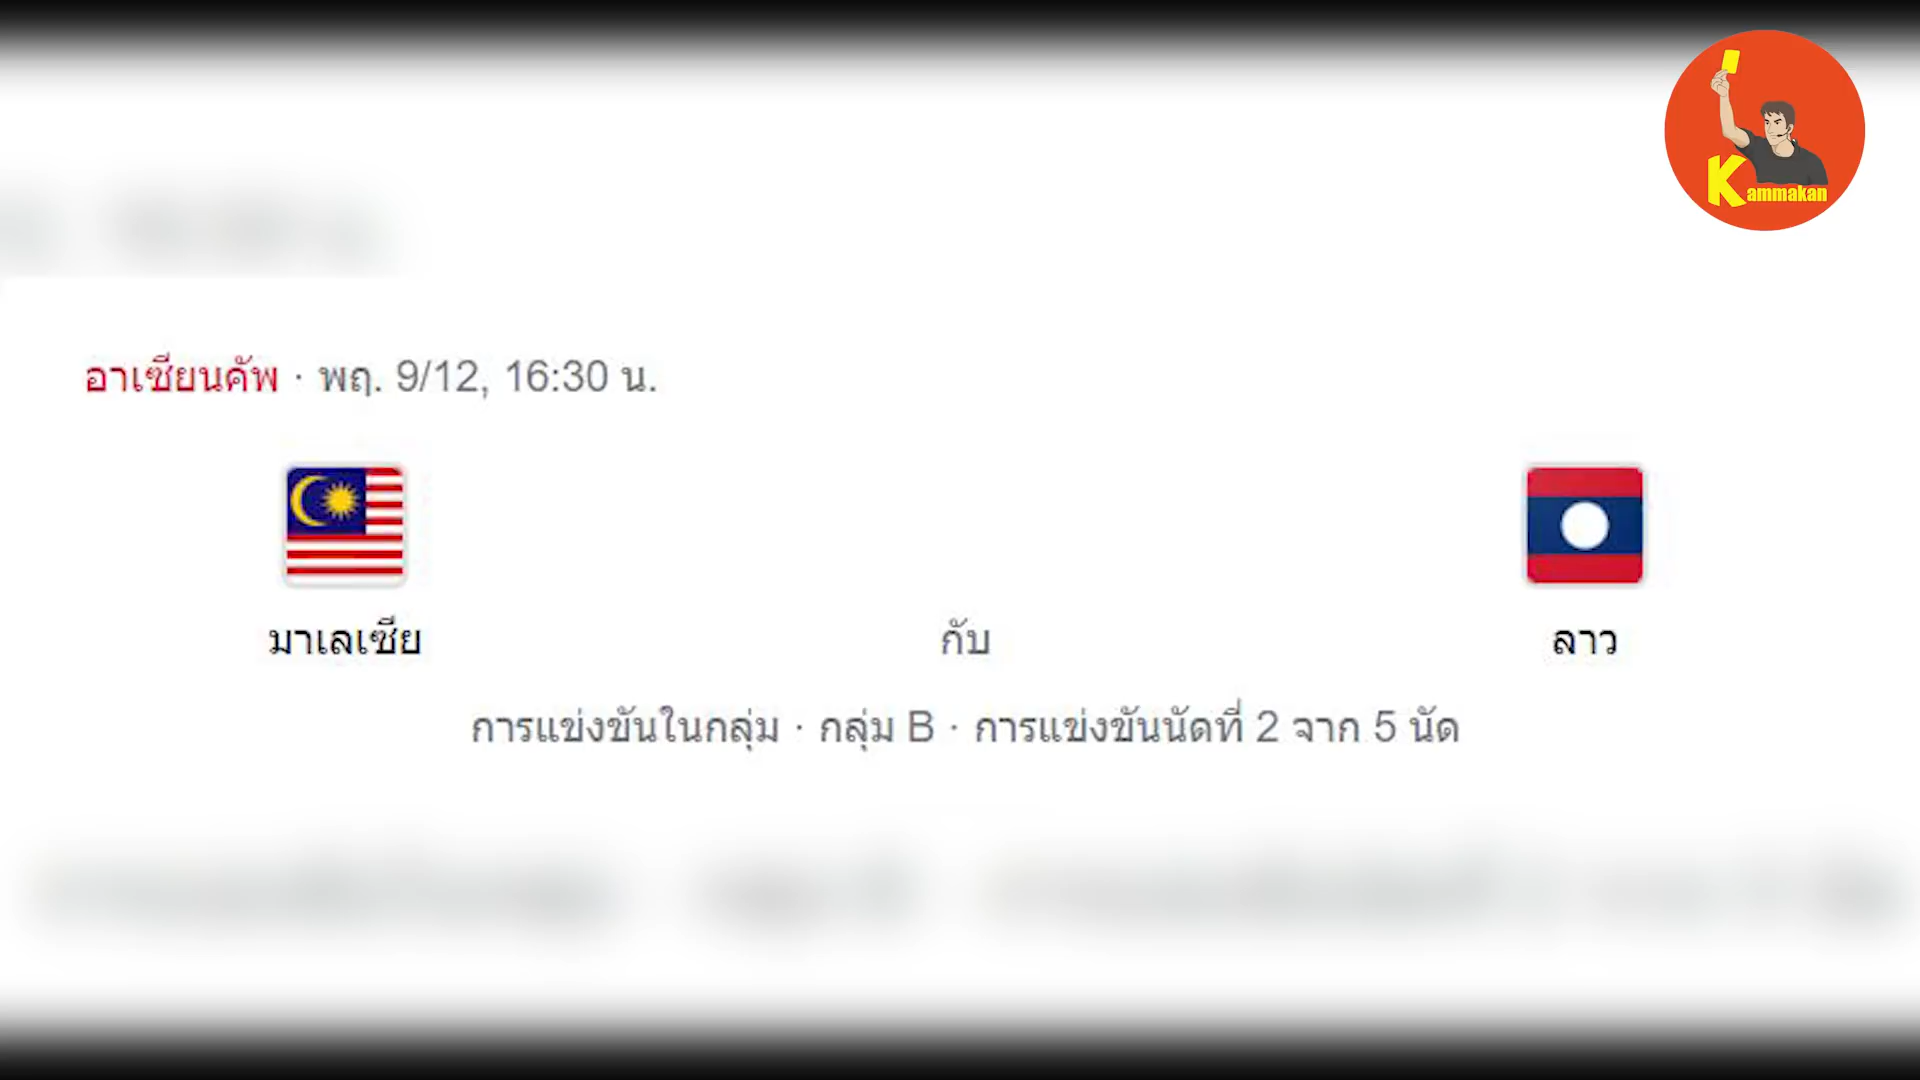 Kammakan
อาเซียนคัพ · พฤ. 9/12, 16:30 น.
มาเลเซีย กับ ลาว
การแข่งขันในกลุ่ม · กลุ่ม B · การแข่งขันนัดที่ 2 จาก 5 นัด